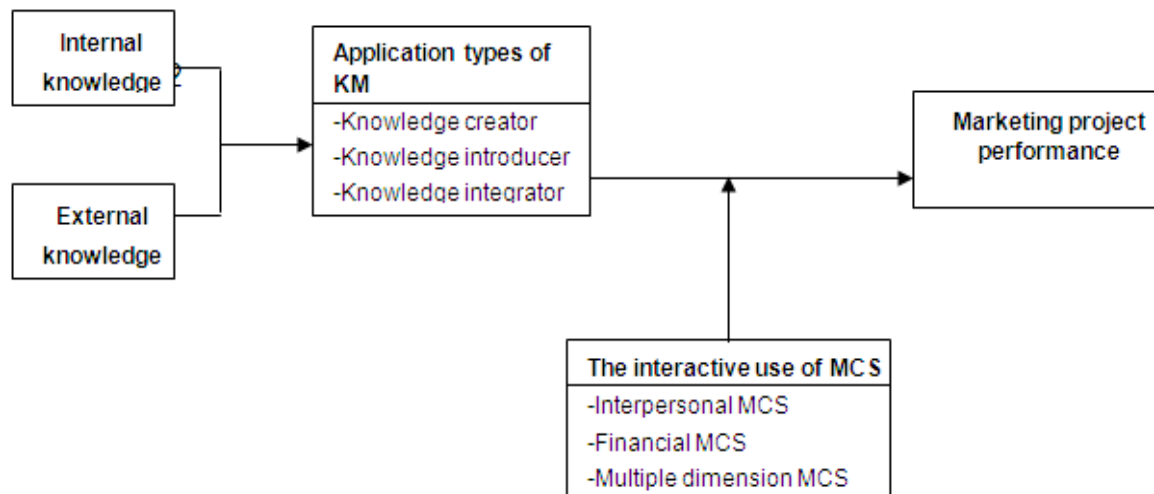 Internal
knowledge
External
knowledge
Application types of
KM
-Knowledge creator
-Knowledge introducer
-Knowledge integrator
Marketing project
performance
The interactive use of MCS
-Interpersonal MCS
-Financial MCS
-Multiple dimension MCS